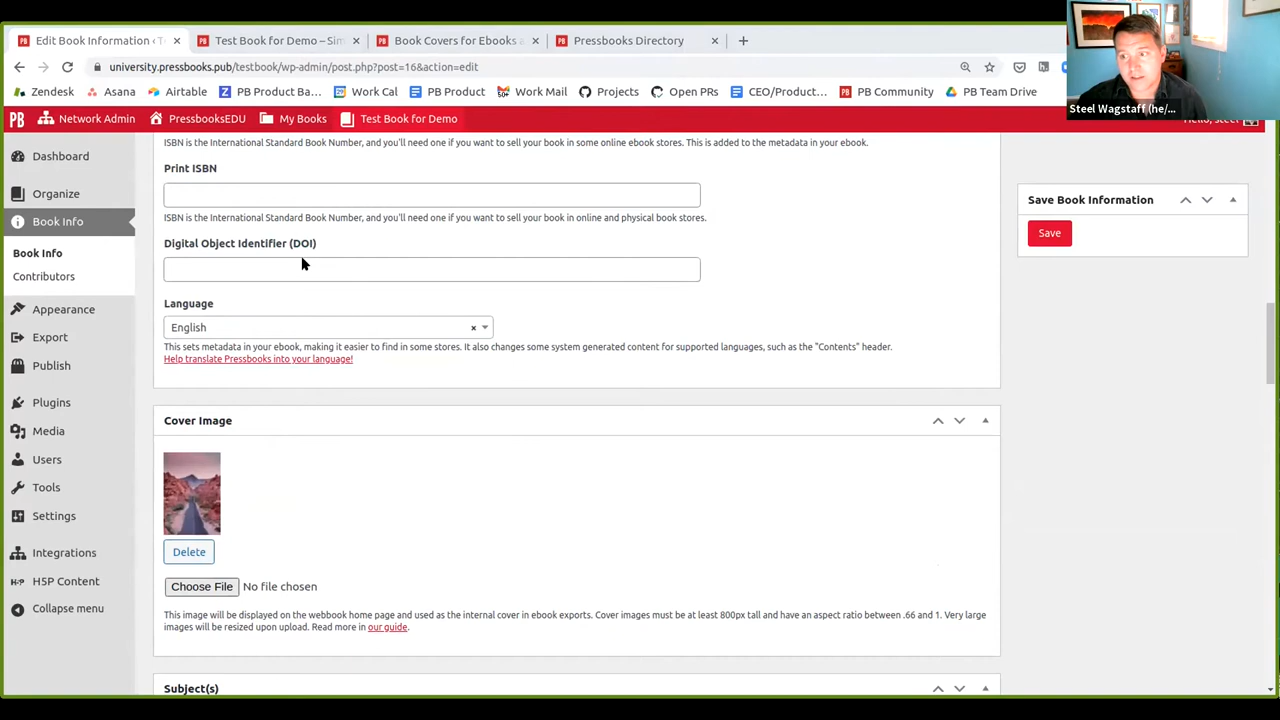 Edit Book Information ‹ T
Test Book for Demo – Sim
Book Covers for Ebooks a
Pressbooks Directory
university.pressbooks.pub/testbook/wp-admin/post.php?post=16&action=edit
Zendesk
Asana
Airtable
PB Product Ba...
Work Cal
PB Product
Work Mail
Projects
Open PRs
CEO/Product...
PB Community
PB Team Drive
Steel Wagstaff (he/...
PB
Network Admin
PressbooksEDU
My Books
Test Book for Demo
Dashboard
Organize
Book Info
Book Info
Contributors
Appearance
Export
Publish
Plugins
Media
Users
Tools
Settings
Integrations
H5P Content
Collapse menu
ISBN is the International Standard Book Number, and you'll need one if you want to sell your book in some online ebook stores. This is added to the metadata in your ebook.
Print ISBN
ISBN is the International Standard Book Number, and you'll need one if you want to sell your book in online and physical book stores.
Digital Object Identifier (DOI)
Language
English
This sets metadata in your ebook, making it easier to find in some stores. It also changes some system generated content for supported languages, such as the "Contents" header.
Help translate Pressbooks into your language!
Cover Image
Delete
Choose File No file chosen
This image will be displayed on the webbook home page and used as the internal cover in ebook exports. Cover images must be at least 800px tall and have an aspect ratio between .66 and 1. Very large
images will be resized upon upload. Read more in our guide.
Subject(s)
Save Book Information
Save